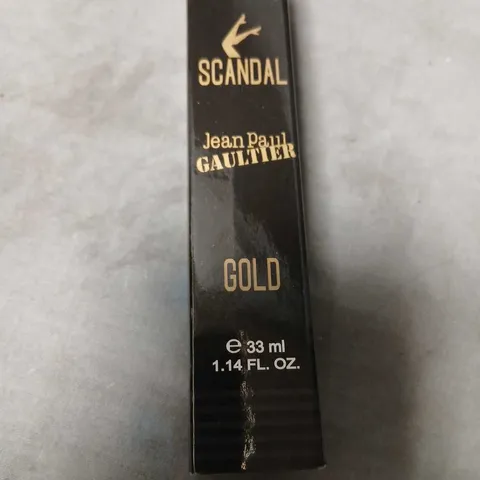 SCANDAL
Jean Paul
GAULTIER
GOLD
℮ 33 ml
1.14 FL. OZ.